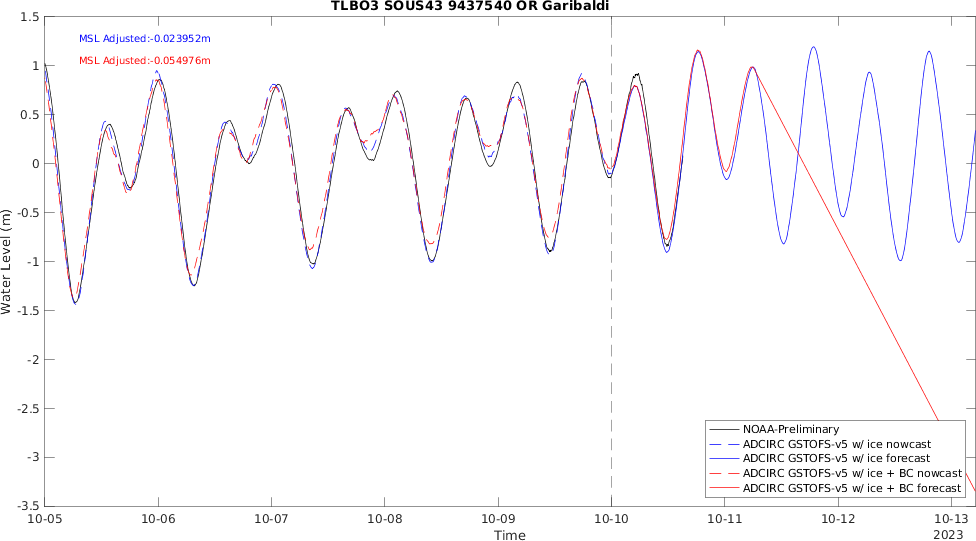 TLBO3 SOUS43 9437540 OR Garibaldi
MSL Adjusted:-0.023952m
MSL Adjusted:-0.054976m
Water Level (m)
1.5
1
0.5
0
-0.5
-1
-1.5
-2
-2.5
-3
-3.5
NOAA-Preliminary
ADCIRC GSTOFS-v5 w/ ice nowcast
ADCIRC GSTOFS-v5 w/ ice forecast
ADCIRC GSTOFS-v5 w/ ice + BC nowcast
ADCIRC GSTOFS-v5 w/ ice + BC forecast
10-05 10-06 10-07 10-08 10-09 10-10 10-11 10-12 10-13
Time
2023